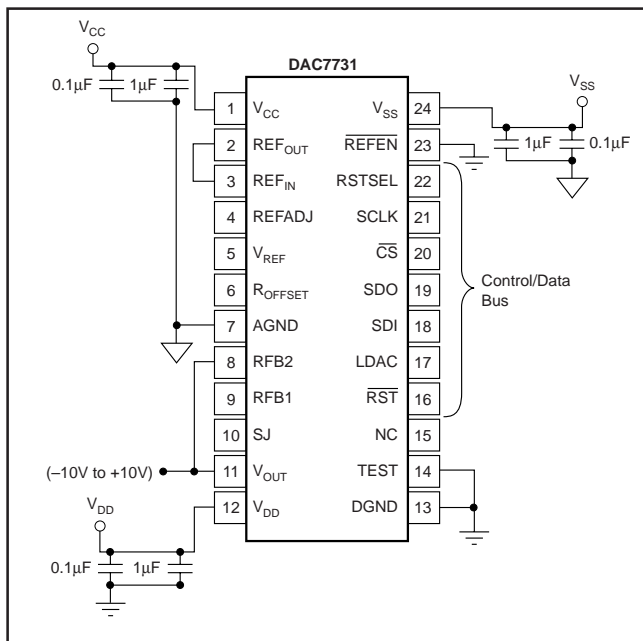 V_CC
0.1µF 1µF
DAC7731
V_SS
1µF 0.1µF
1 V_CC V_SS 24
2 REF_OUT R̅E̅F̅E̅N̅ 23
3 REF_IN RSTSEL 22
4 REFADJ SCLK 21
5 V_REF C̅S̅ 20
6 R_OFFSET SDO 19
7 AGND SDI 18
8 RFB2 LDAC 17
9 RFB1 R̅S̅T̅ 16
10 SJ NC 15
11 V_OUT TEST 14
12 V_DD DGND 13
Control/Data
Bus
(–10V to +10V)
V_DD
0.1µF 1µF